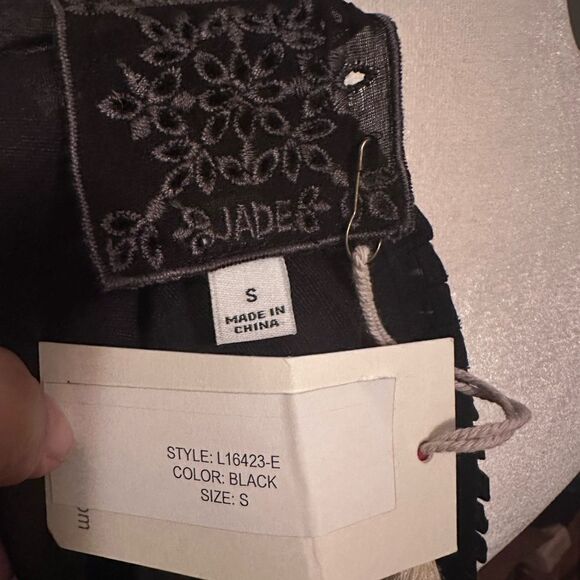 JADE
S
MADE IN
CHINA
STYLE: L16423-E
COLOR: BLACK
SIZE: S